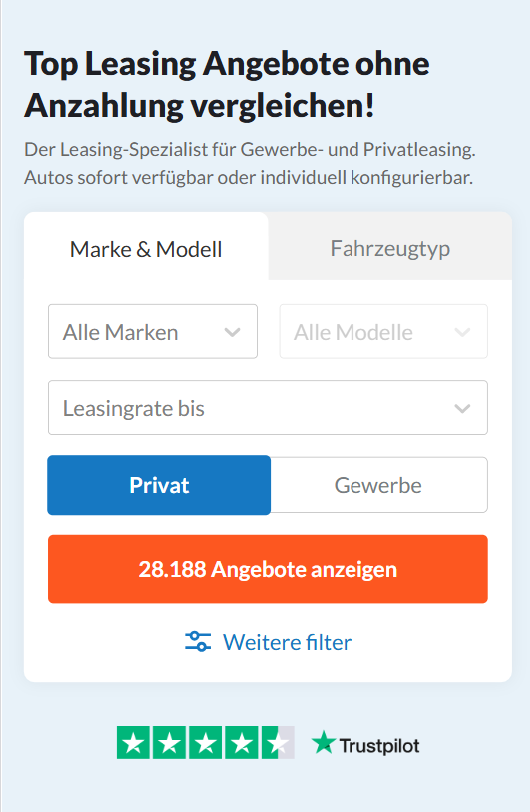 Top Leasing Angebote ohne
Anzahlung vergleichen!
Der Leasing-Spezialist für Gewerbe- und Privatleasing.
Autos sofort verfügbar oder individuell konfigurierbar.
Marke & Modell
Fahrzeugtyp
Alle Marken
Alle Modelle
Leasingrate bis
Privat
Gewerbe
28.188 Angebote anzeigen
Weitere filter
Trustpilot